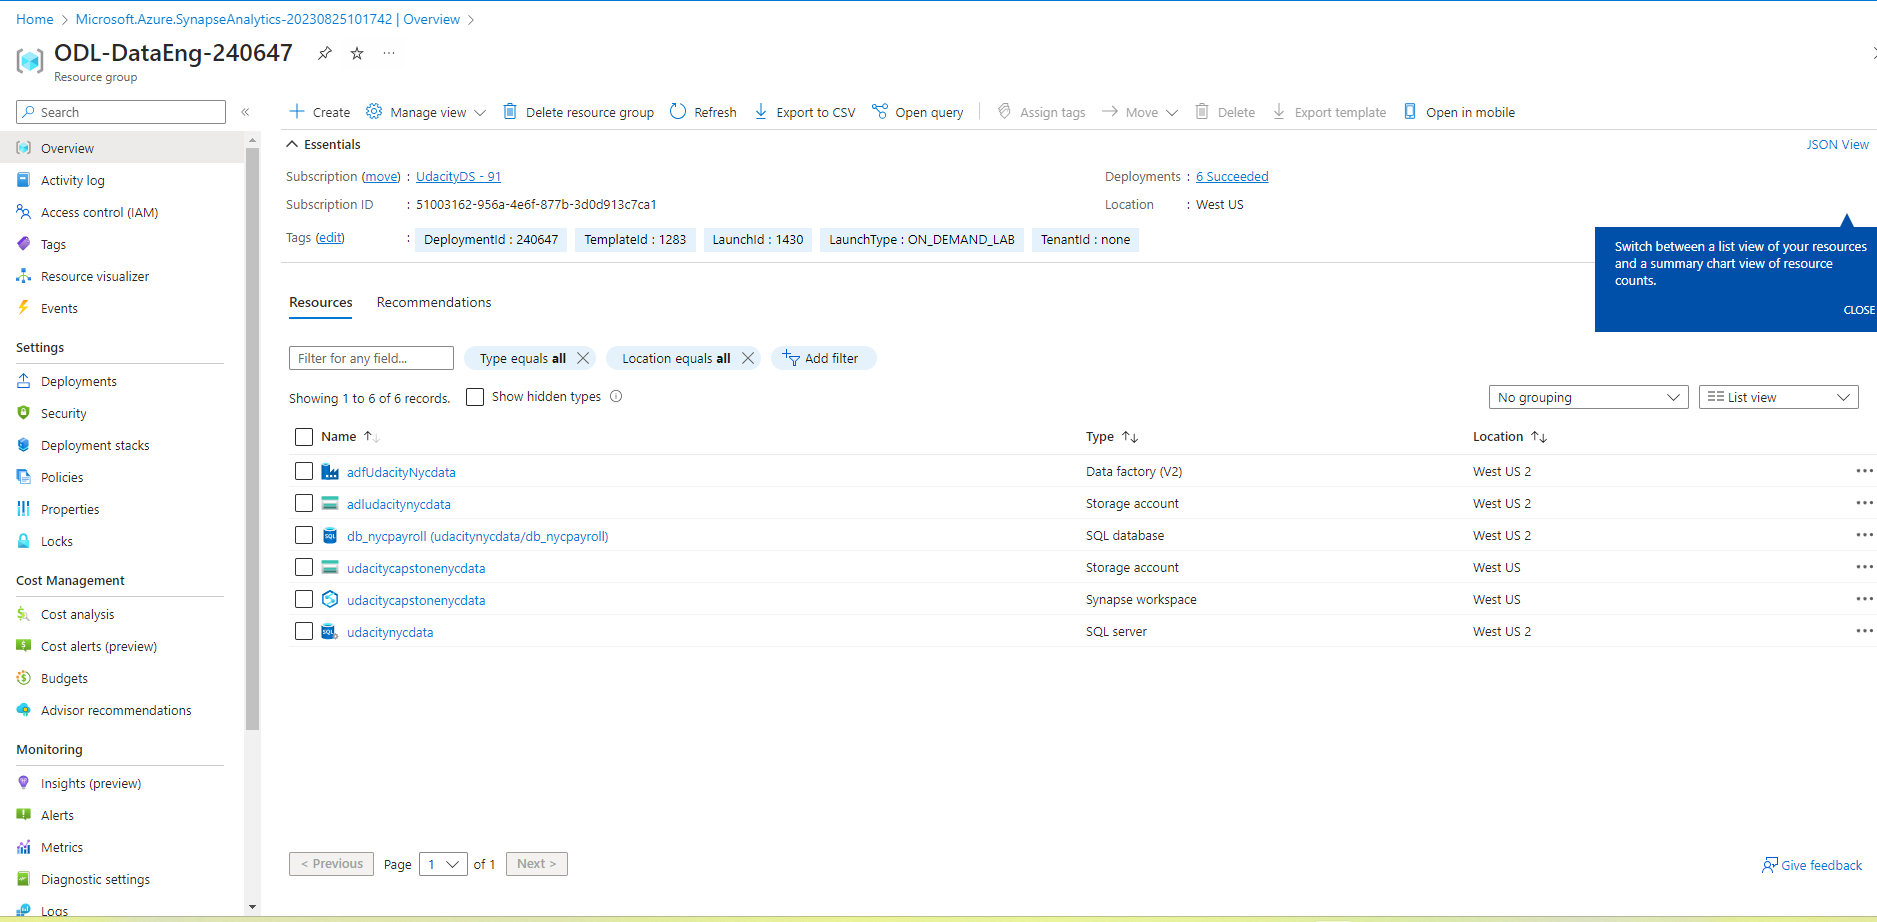 Home > Microsoft.Azure.SynapseAnalytics-20230825101742 | Overview >
ODL-DataEng-240647
Resource group
Search
Overview
Activity log
Access control (IAM)
Tags
Resource visualizer
Events
Settings
Deployments
Security
Deployment stacks
Policies
Properties
Locks
Cost Management
Cost analysis
Cost alerts (preview)
Budgets
Advisor recommendations
Monitoring
Insights (preview)
Alerts
Metrics
Diagnostic settings
Logs
Create Manage view Delete resource group Refresh Export to CSV Open query Assign tags Move Delete Export template Open in mobile
Essentials JSON View
Subscription (move) : UdacityDS - 91 Deployments : 6 Succeeded
Subscription ID : 51003162-956a-4e6f-877b-3d0d913c7ca1 Location : West US
Tags (edit) : DeploymentId : 240647 TemplateId : 1283 LaunchId : 1430 LaunchType : ON_DEMAND_LAB TenantId : none
Switch between a list view of your resources
and a summary chart view of resource
counts.
CLOSE
Resources Recommendations
Filter for any field... Type equals all Location equals all Add filter
Showing 1 to 6 of 6 records. Show hidden types No grouping List view
Name Type Location
adfUdacityNycdata Data factory (V2) West US 2
adludacitynycdata Storage account West US 2
db_nycpayroll (udacitynycdata/db_nycpayroll) SQL database West US 2
udacitycapstonenycdata Storage account West US
udacitycapstonenycdata Synapse workspace West US
udacitynycdata SQL server West US 2
< Previous Page 1 of 1 Next >
Give feedback